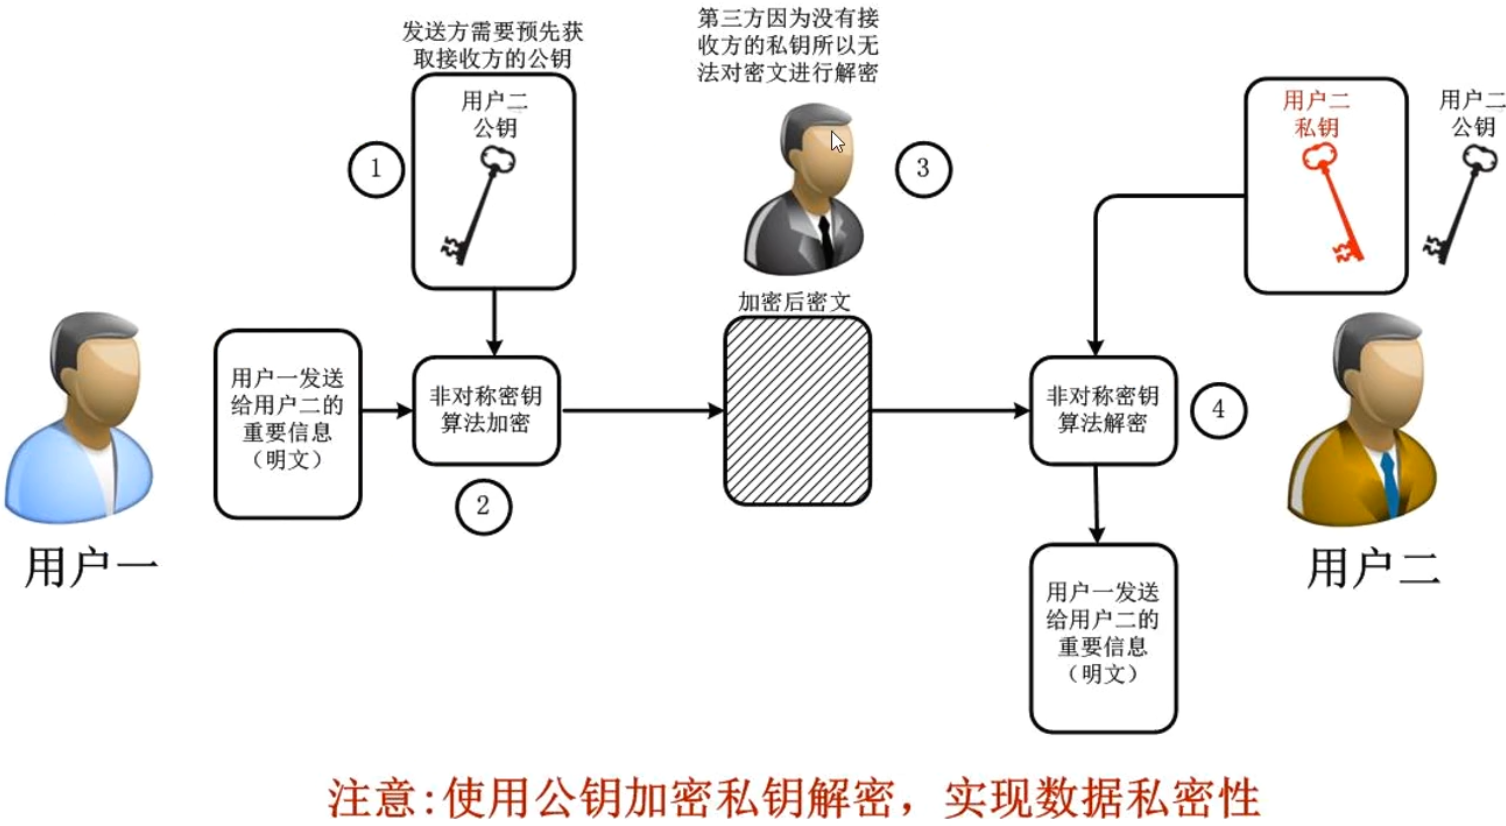 发送方需要预先获
取接收方的公钥
用户二
公钥
1
第三方因为没有接
收方的私钥所以无
法对密文进行解密
3
用户二
私钥
用户二
公钥
加密后密文
用户一发送
给用户二的
重要信息
（明文）
非对称密钥
算法加密
2
非对称密钥
算法解密
4
用户一
用户二
用户一发送
给用户二的
重要信息
（明文）
注意:使用公钥加密私钥解密，实现数据私密性